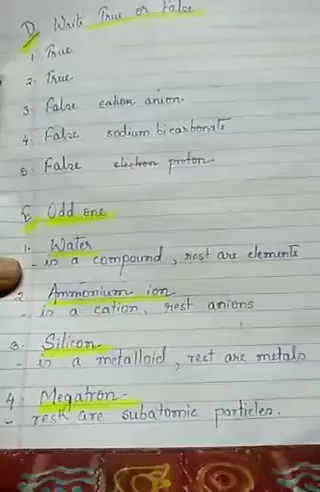 D, Write True or False
1. True
2. True
3. False cation anion.
4. False sodium bicarbonate
5. False electron proton
E, Odd one
1. Water
- is a compound, rest are elements
2. Ammonium ion
- is a cation, rest anions
3. Silicon
- is a metalloid, rest are metals
4. Megatron -
- rest are subatomic particles.